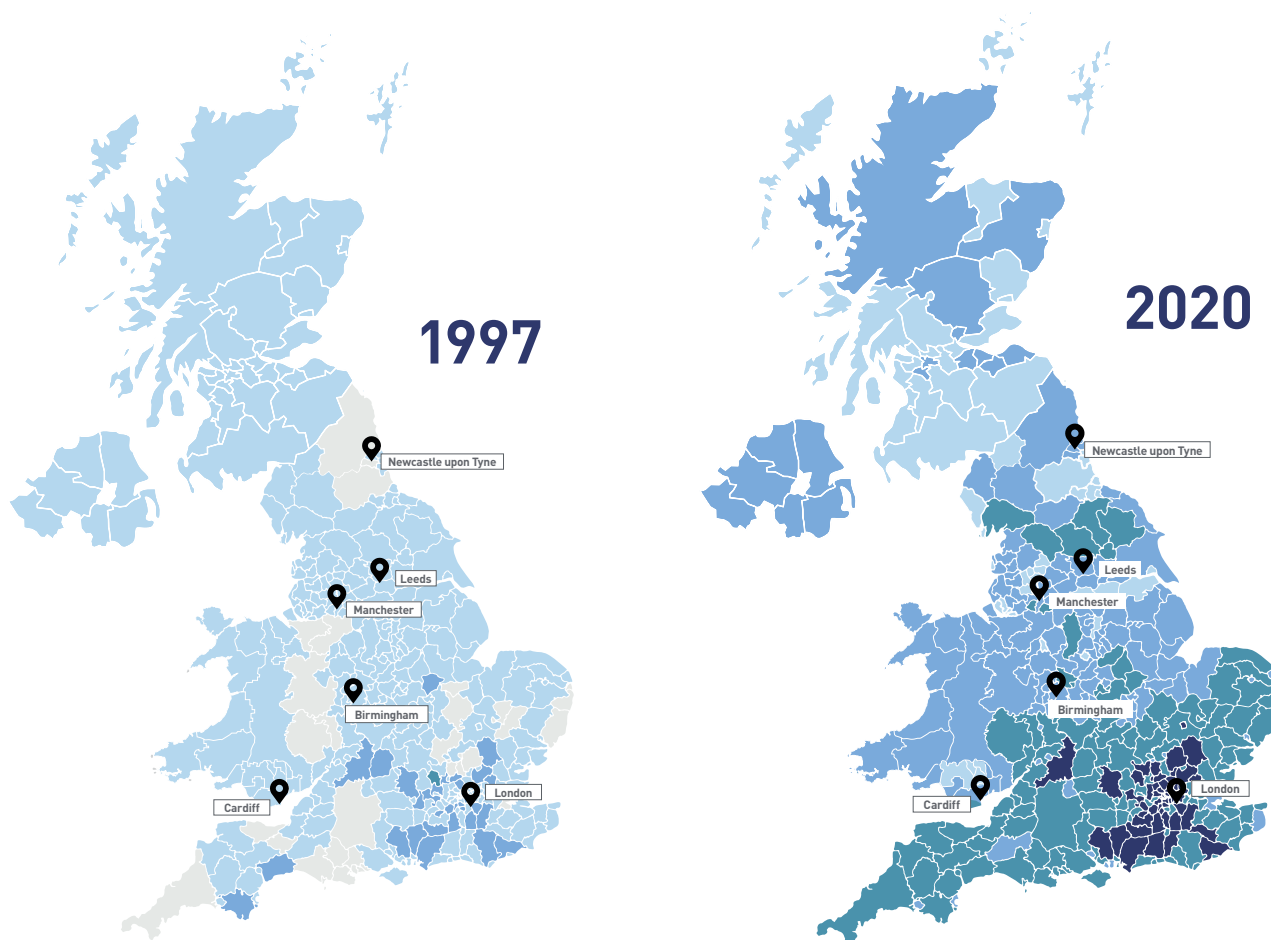 1997
Newcastle upon Tyne
Leeds
Manchester
Birmingham
London
Cardiff
2020
Newcastle upon Tyne
Leeds
Manchester
Birmingham
London
Cardiff